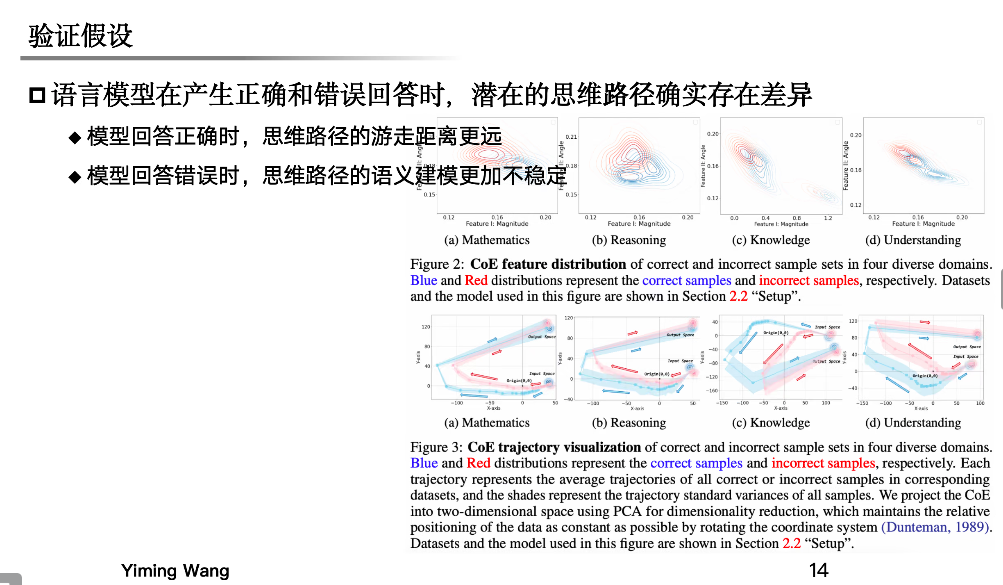 验证假设
语言模型在产生正确和错误回答时，潜在的思维路径确实存在差异
模型回答正确时，思维路径的游走距离更远
模型回答错误时，思维路径的语义建模更加不稳定
0.15
0.12 0.16 0.20
Feature I: Magnitude
(a) Mathematics
0.21
0.18
0.15
Feature II: Angle
0.12 0.16 0.20
Feature I: Magnitude
(b) Reasoning
0.20
0.16
0.12
Feature II: Angle
0.0 0.4 0.8 1.2
Feature I: Magnitude
(c) Knowledge
0.20
0.16
0.12
Feature II: Angle
0.12 0.16 0.20
Feature I: Magnitude
(d) Understanding
Figure 2: CoE feature distribution of correct and incorrect sample sets in four diverse domains.
Blue and Red distributions represent the correct samples and incorrect samples, respectively. Datasets
and the model used in this figure are shown in Section 2.2 “Setup”.
120
80
40
0
Y-axis
Output Space
Input Space
Origin(0,0)
-100 -50 0 50
X-axis
(a) Mathematics
120
80
40
0
-40
Y-axis
Output Space
Input Space
Origin(0,0)
-100 -50 0 50
X-axis
(b) Reasoning
40
0
-40
-80
-120
-160
Y-axis
Input Space
Origin(0,0)
Output Space
-150 -100 -50 0 50 100
X-axis
(c) Knowledge
120
80
40
0
-40
Y-axis
Output Space
Input Space
Origin(0,0)
-150 -100 -50 0 50 100
X-axis
(d) Understanding
Figure 3: CoE trajectory visualization of correct and incorrect sample sets in four diverse domains.
Blue and Red distributions represent the correct samples and incorrect samples, respectively. Each
trajectory represents the average trajectories of all correct or incorrect samples in corresponding
datasets, and the shades represent the trajectory standard variances of all samples. We project the CoE
into two-dimensional space using PCA for dimensionality reduction, which maintains the relative
positioning of the data as constant as possible by rotating the coordinate system (Dunteman, 1989).
Datasets and the model used in this figure are shown in Section 2.2 “Setup”.
Yiming Wang
14